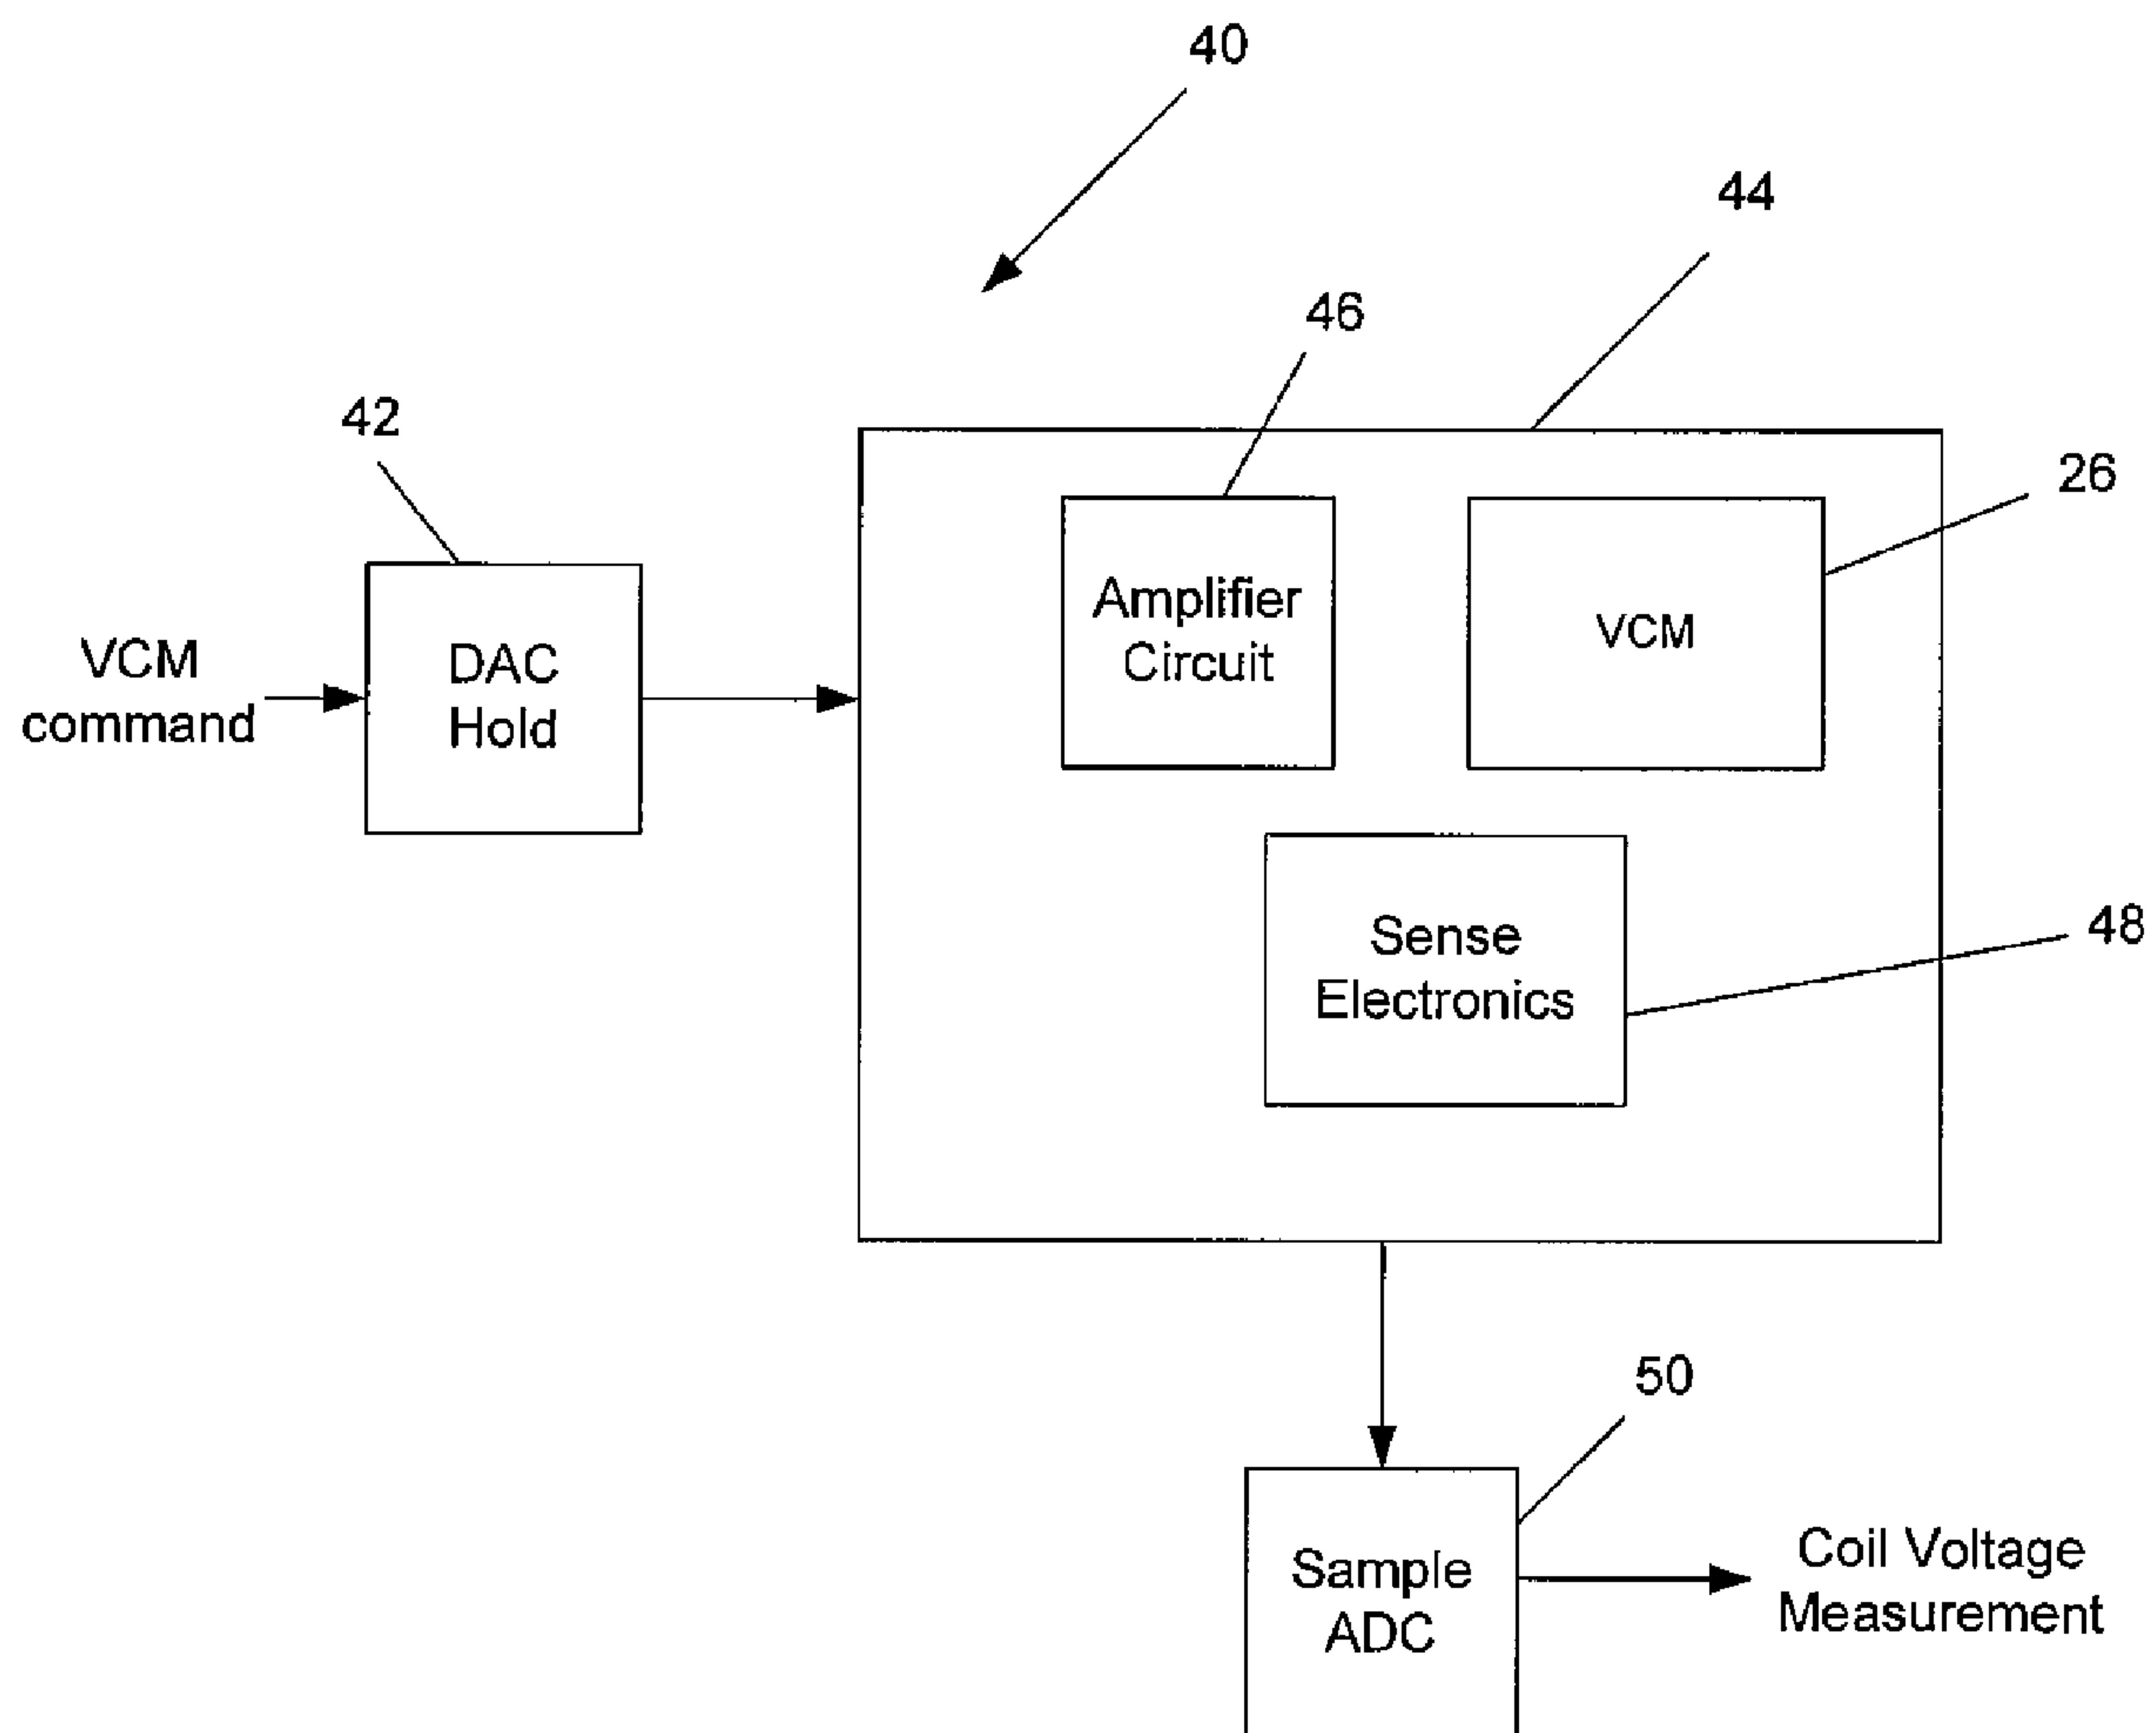 40
44
46
42
26
Amplifier
Circuit
VCM
VCM
command
DAC
Hold
Sense
Electronics
48
50
Sample
ADC
Coil Voltage
Measurement